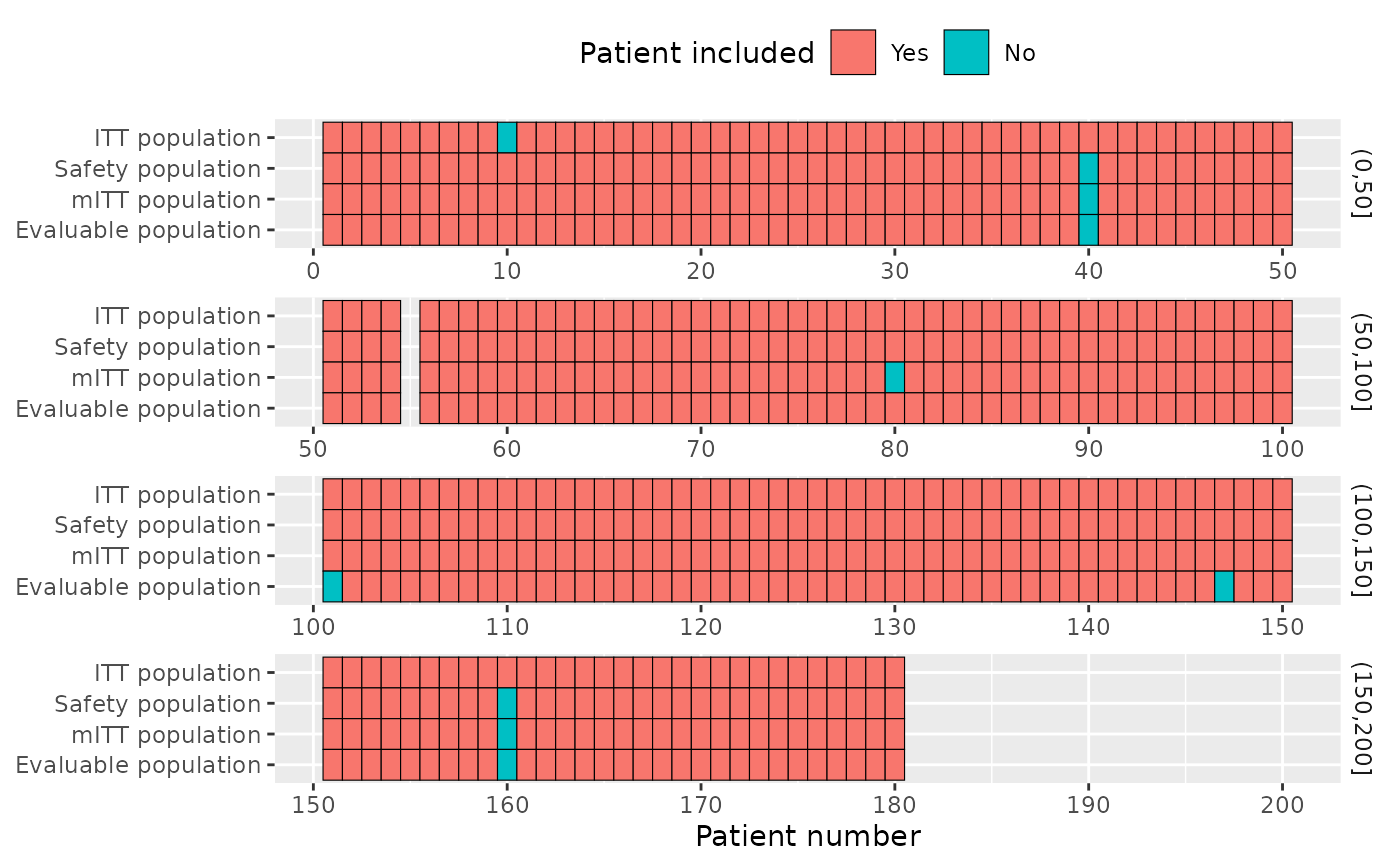 Patient included Yes No
ITT population
Safety population
mITT population
Evaluable population
(0,50]
0 10 20 30 40 50
ITT population
Safety population
mITT population
Evaluable population
(50,100]
50 60 70 80 90 100
ITT population
Safety population
mITT population
Evaluable population
(100,150]
100 110 120 130 140 150
ITT population
Safety population
mITT population
Evaluable population
(150,200]
150 160 170 180 190 200
Patient number